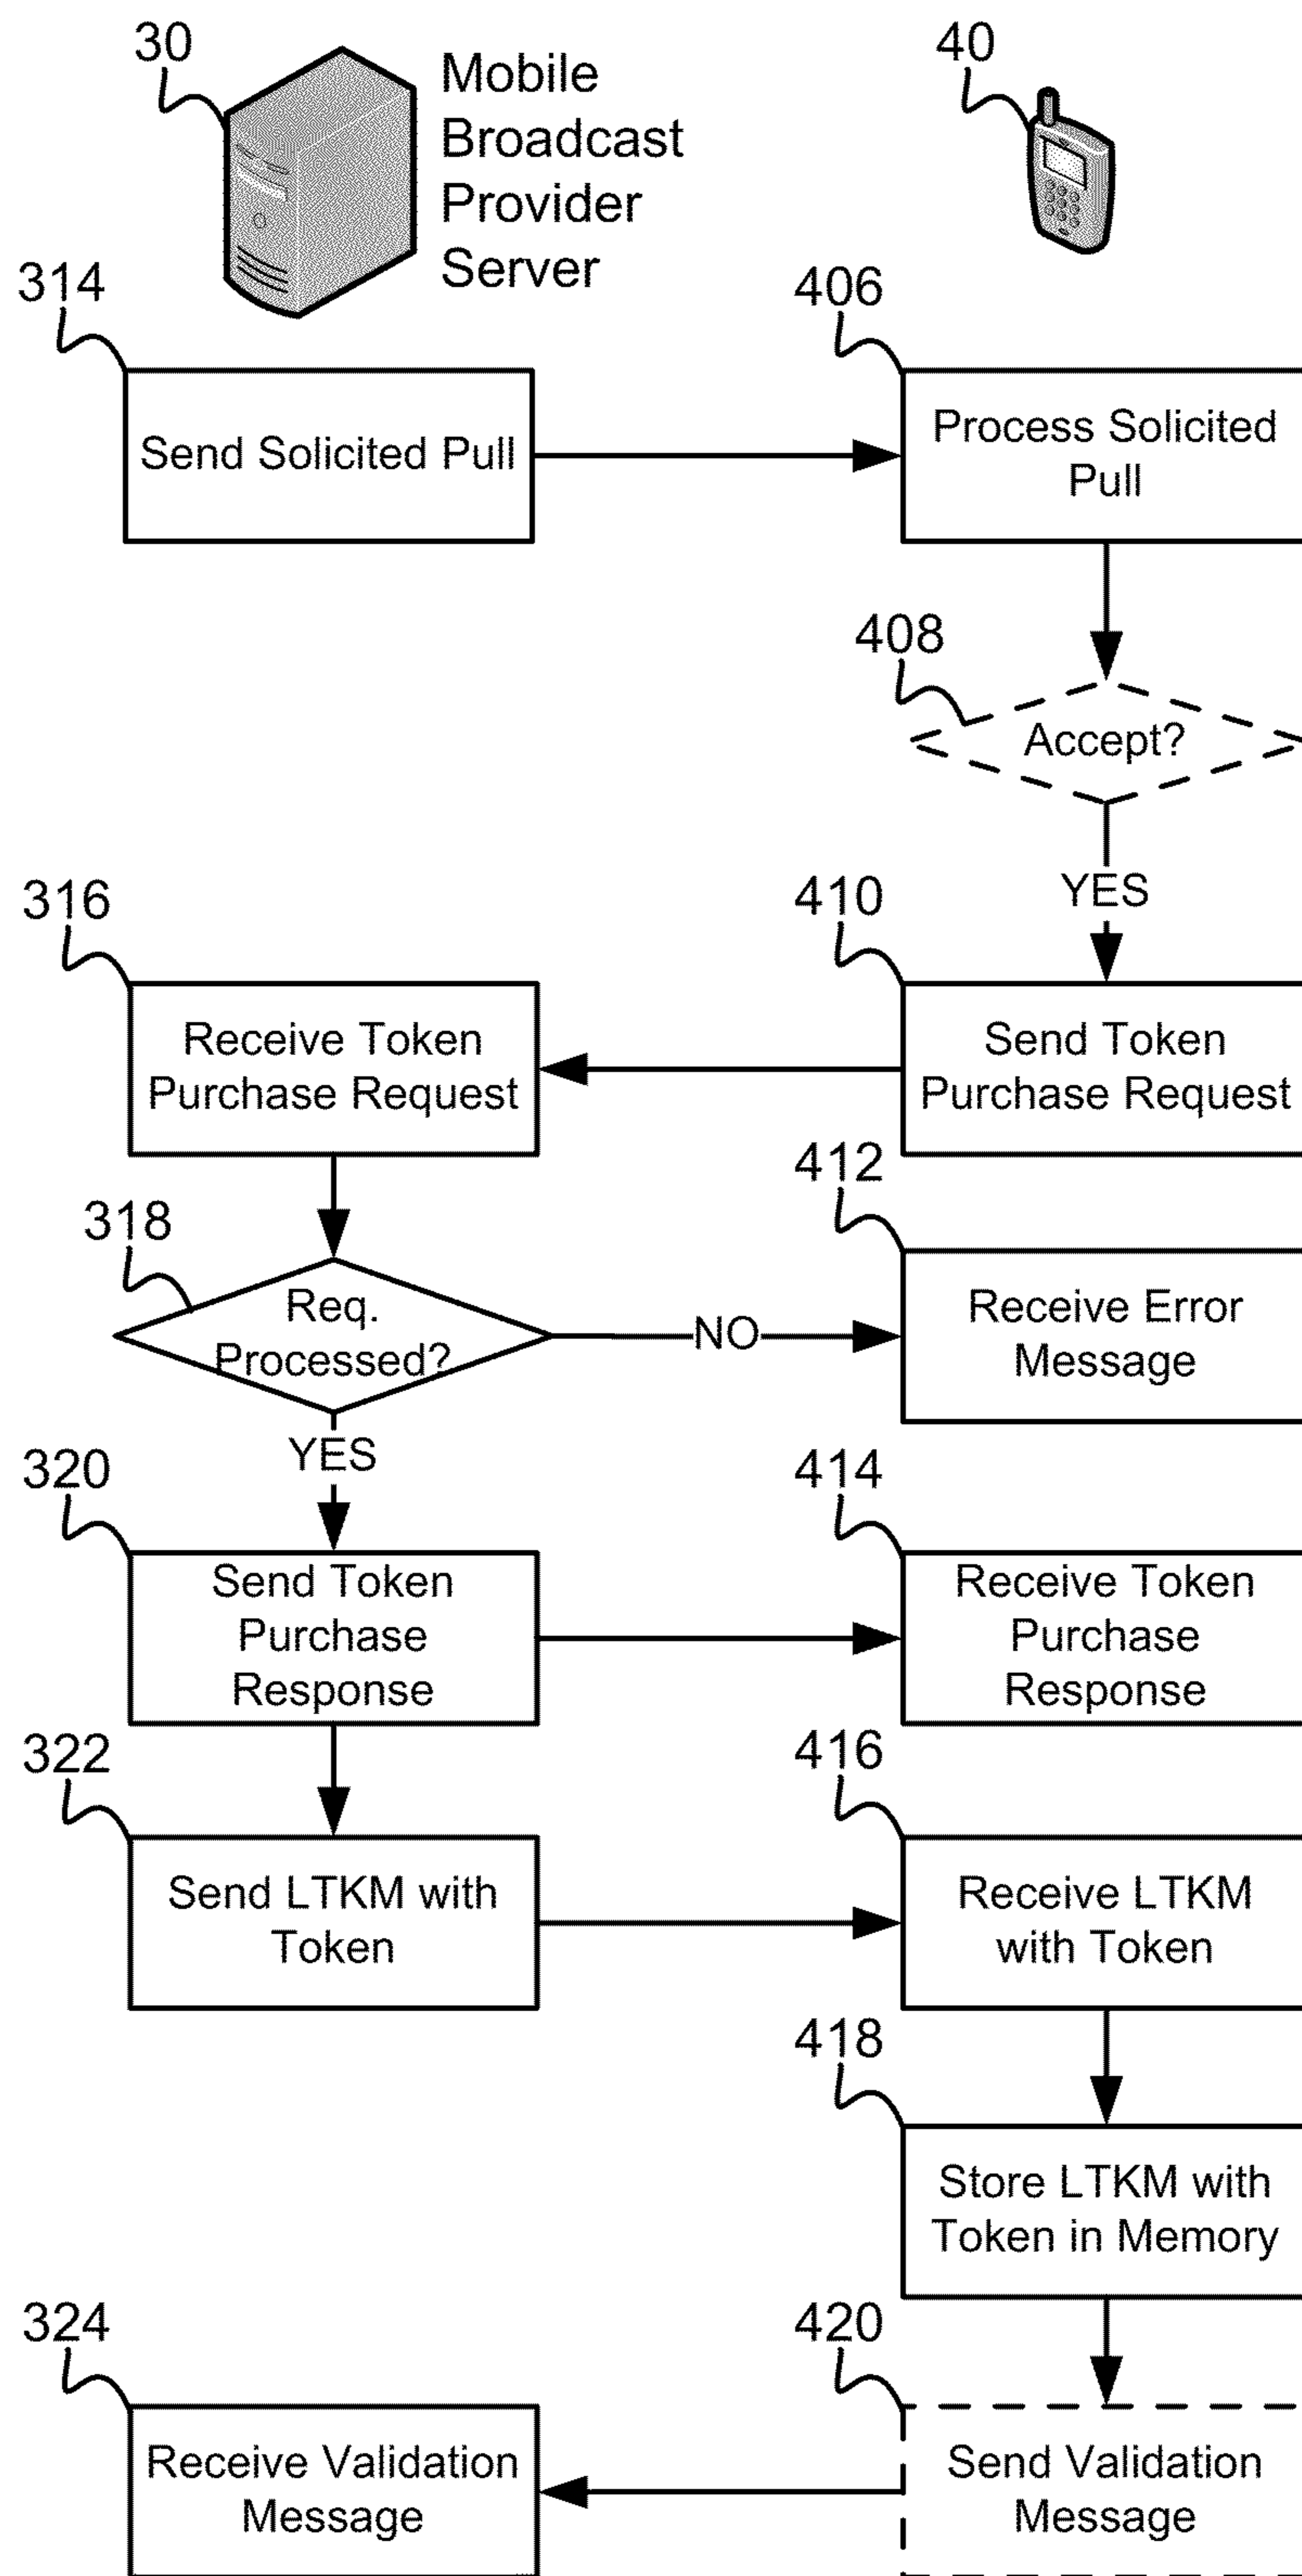 30
Mobile
Broadcast
Provider
Server
40
314
406
Send Solicited Pull
Process Solicited
Pull
408
Accept?
YES
316
410
Receive Token
Purchase Request
Send Token
Purchase Request
318
412
Req.
Processed?
NO
Receive Error
Message
YES
320
414
Send Token
Purchase
Response
Receive Token
Purchase
Response
322
416
Send LTKM with
Token
Receive LTKM
with Token
418
Store LTKM with
Token in Memory
324
420
Receive Validation
Message
Send Validation
Message